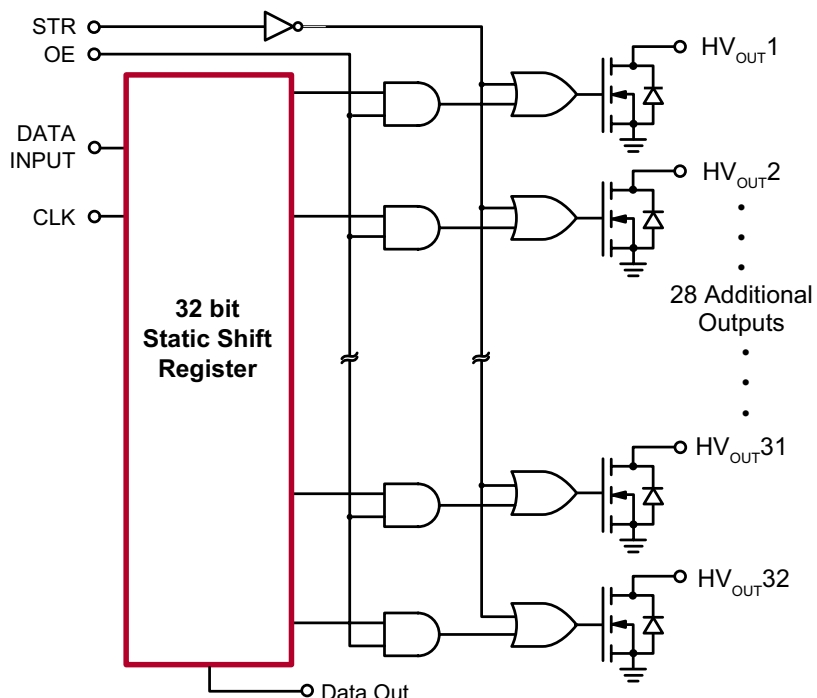 STR
OE
DATA
INPUT
CLK
32 bit
Static Shift
Register
Data Out
HVOUT1
HVOUT2
28 Additional
Outputs
HVOUT31
HVOUT32